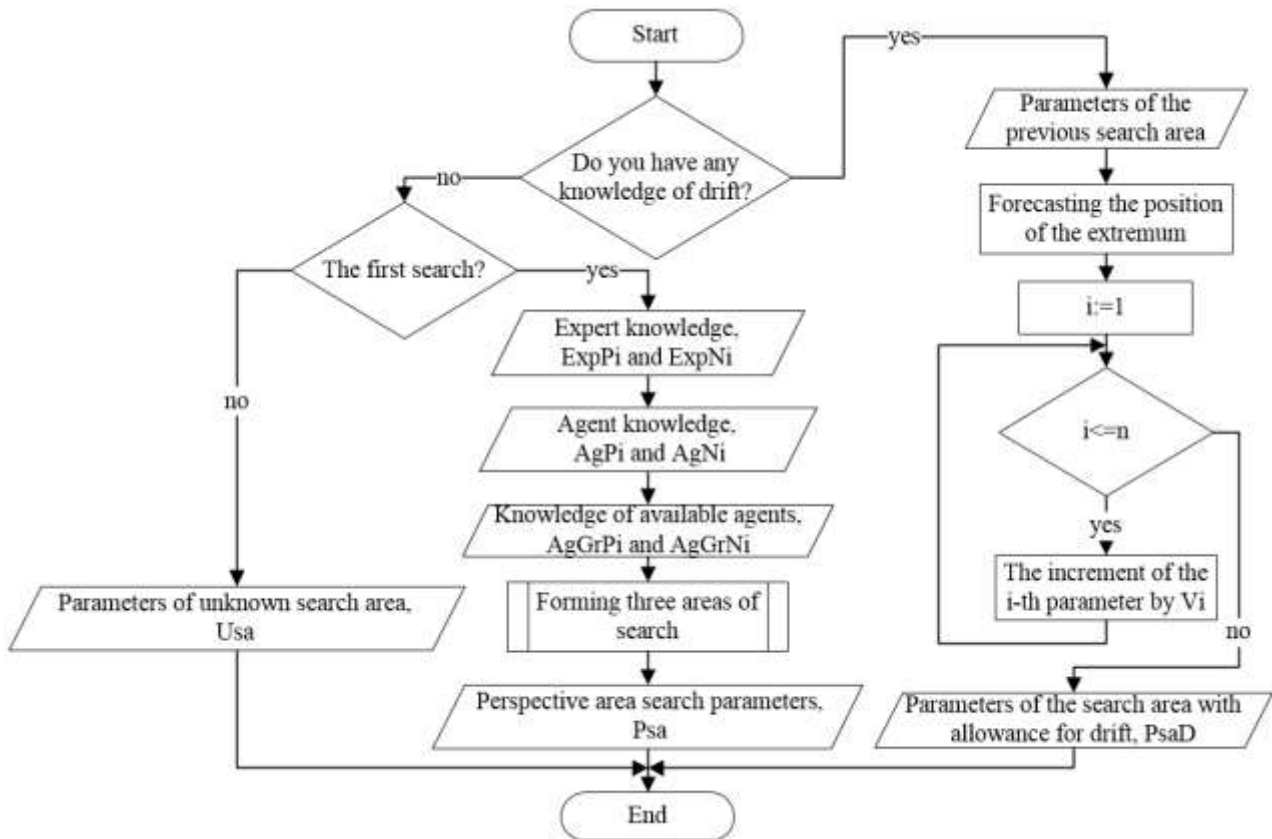 Start
yes
Parameters of the
previous search area
Do you have any
knowledge of drift?
no
Forecasting the position
of the extremum
The first search?
yes
i:=1
Expert knowledge,
ExpPi and ExpNi
no
i<=n
Agent knowledge,
AgPi and AgNi
yes
Knowledge of available agents,
AgGrPi and AgGrNi
The increment of the
i-th parameter by Vi
no
Parameters of unknown search area,
Usa
Forming three areas of
search
Perspective area search parameters,
Psa
Parameters of the search area with
allowance for drift, PsaD
End